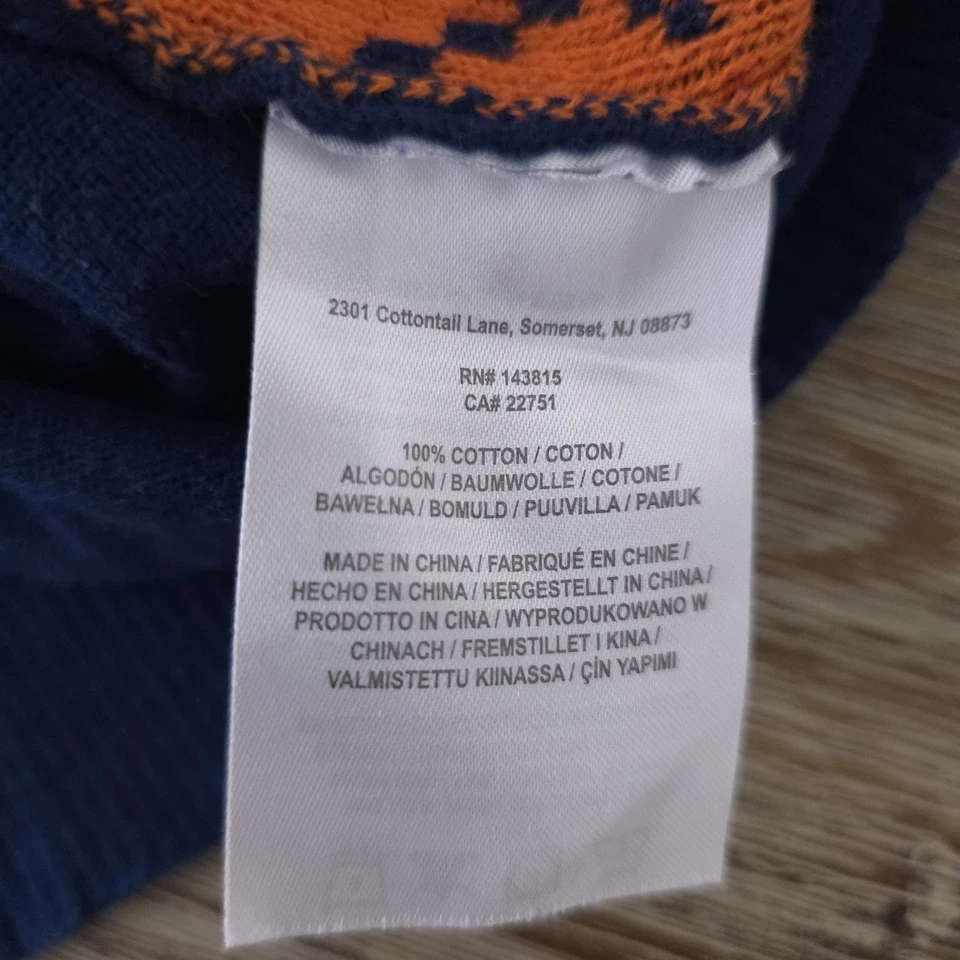 2301 Cottontail Lane, Somerset, NJ 08873
RN# 143815
CA# 22751
100% COTTON / COTON /
ALGODÓN / BAUMWOLLE / COTONE /
BAWEŁNA / BOMULD / PUUVILLA / PAMUK
MADE IN CHINA / FABRIQUÉ EN CHINE /
HECHO EN CHINA / HERGESTELLT IN CHINA /
PRODOTTO IN CINA / WYPRODUKOWANO W
CHINACH / FREMSTILLET I KINA /
VALMISTETTU KIINASSA / ÇİN YAPIMI